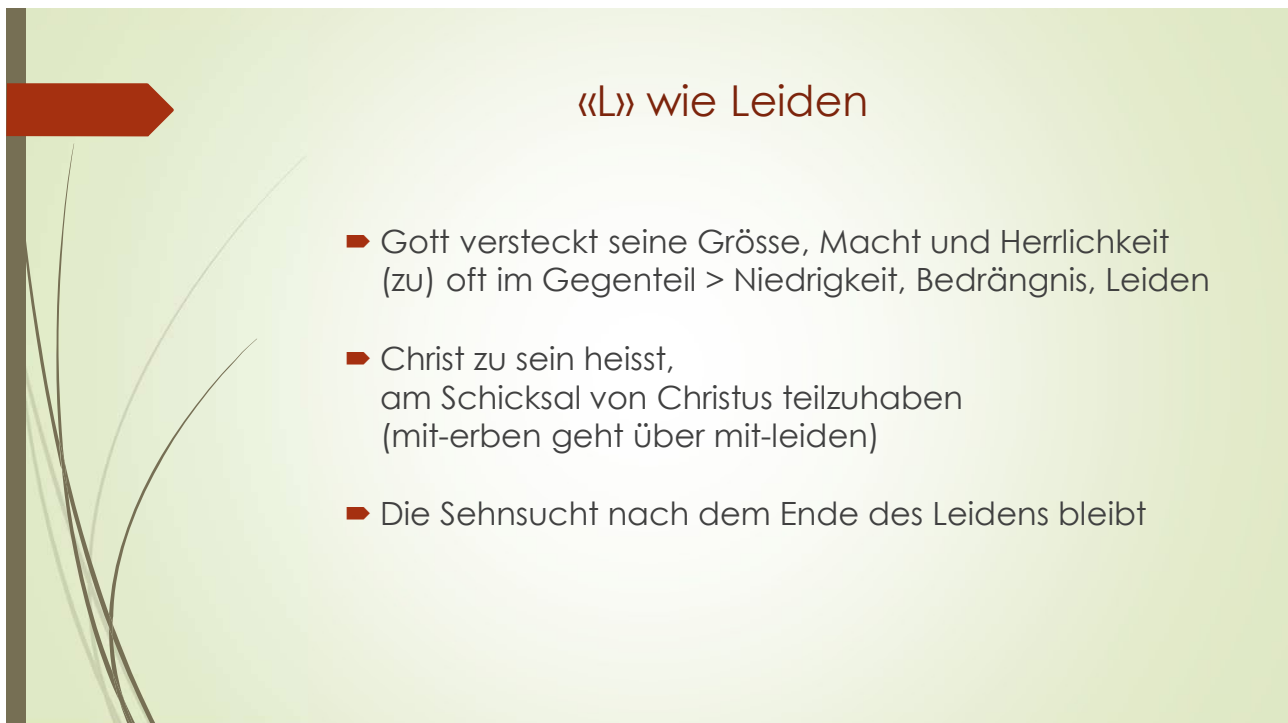 «L» wie Leiden
Gott versteckt seine Grösse, Macht und Herrlichkeit
(zu) oft im Gegenteil > Niedrigkeit, Bedrängnis, Leiden
Christ zu sein heisst,
am Schicksal von Christus teilzuhaben
(mit-erben geht über mit-leiden)
Die Sehnsucht nach dem Ende des Leidens bleibt